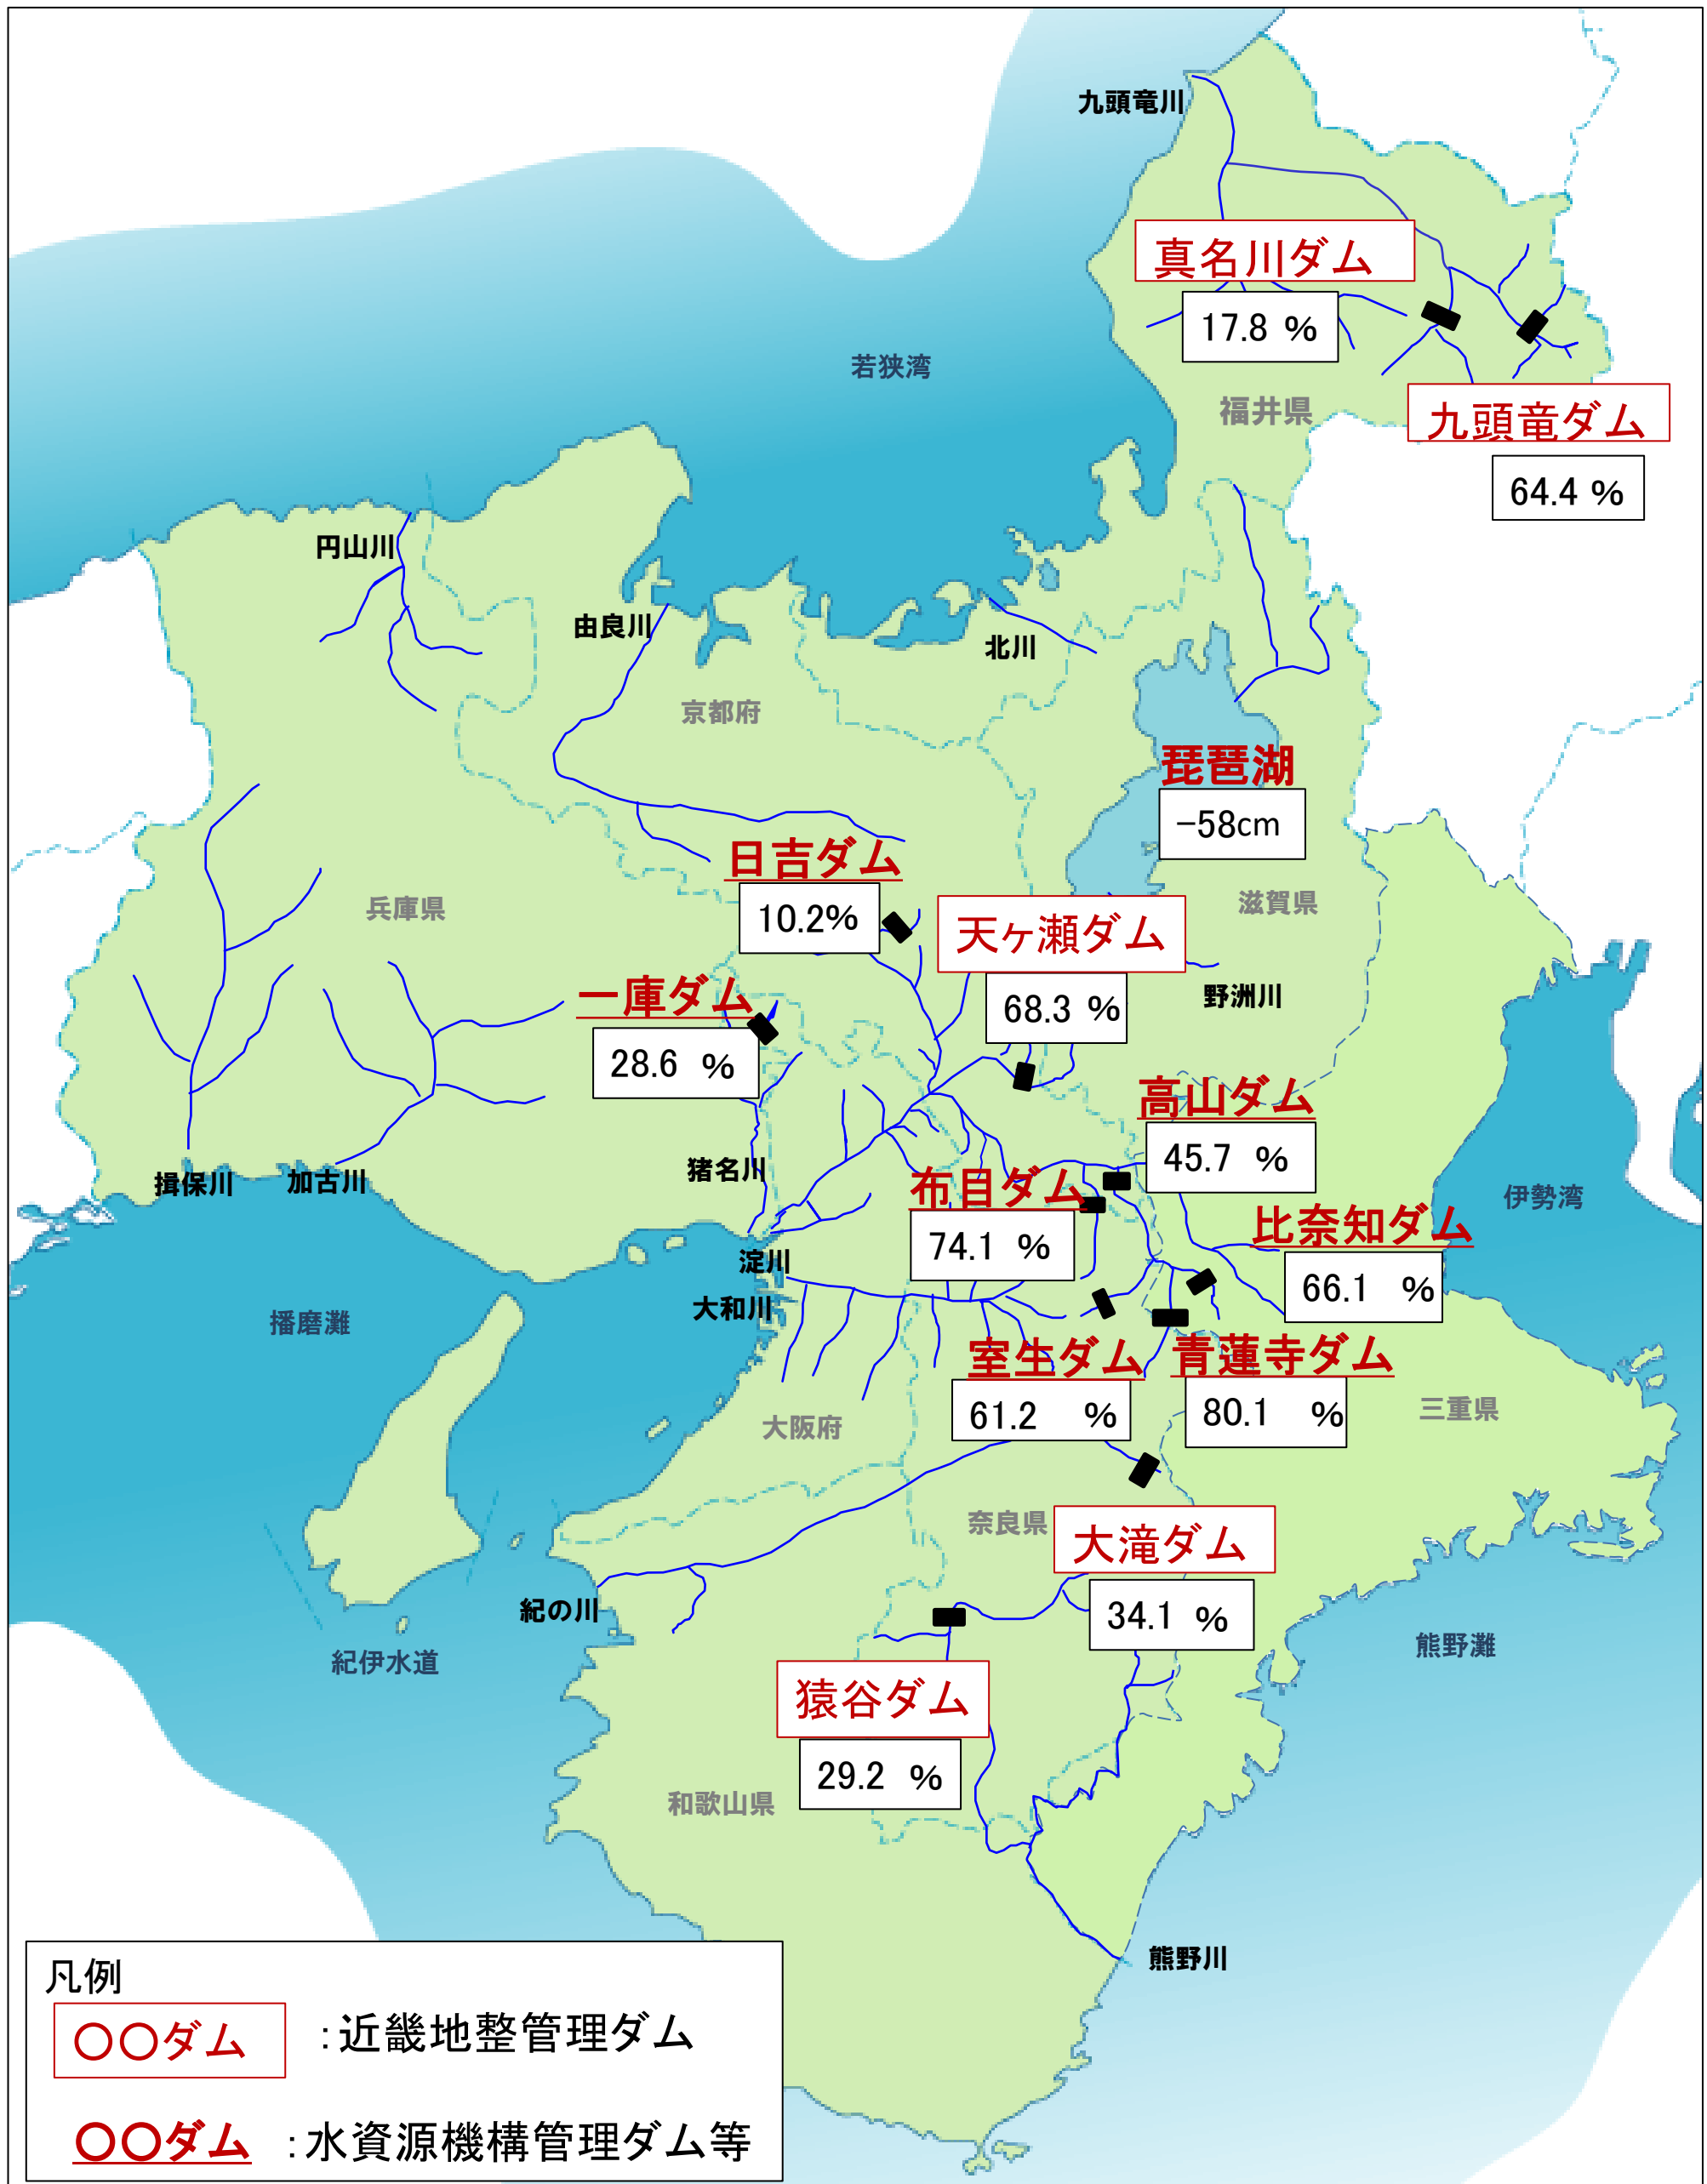 九頭竜川
真名川ダム
17.8 %
若狭湾
福井県
九頭竜ダム
64.4 %
円山川
由良川
北川
京都府
琵琶湖
-58cm
日吉ダム
10.2%
兵庫県
滋賀県
天ヶ瀬ダム
68.3 %
野洲川
一庫ダム
28.6 %
高山ダム
45.7 %
猪名川
揖保川
加古川
布目ダム
74.1 %
伊勢湾
比奈知ダム
66.1 %
淀川
大和川
播磨灘
室生ダム
61.2 %
青蓮寺ダム
80.1 %
三重県
大阪府
奈良県
大滝ダム
34.1 %
紀の川
紀伊水道
熊野灘
猿谷ダム
29.2 %
和歌山県
熊野川
凡例
〇〇ダム :近畿地整管理ダム
〇〇ダム :水資源機構管理ダム等